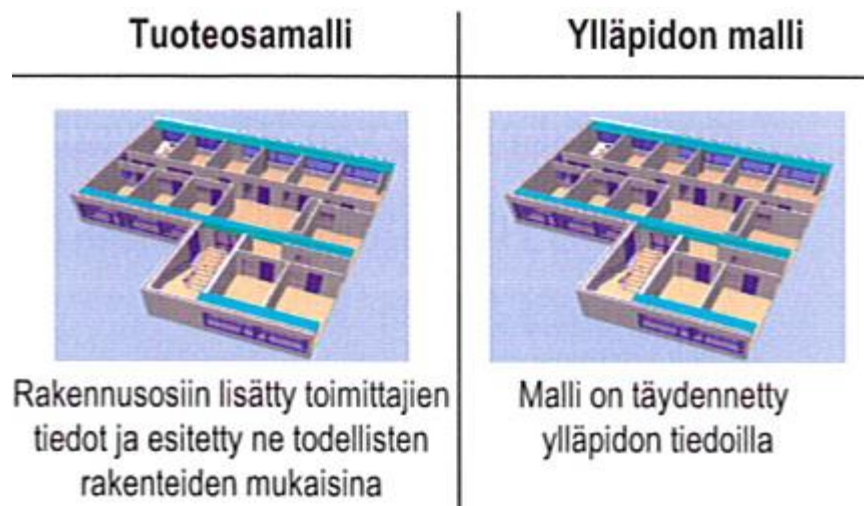 Tuoteosamalli
Ylläpidon malli
Rakennusosiin lisätty toimittajien
tiedot ja esitetty ne todellisten
rakenteiden mukaisina
Malli on täydennetty
ylläpidon tiedoilla